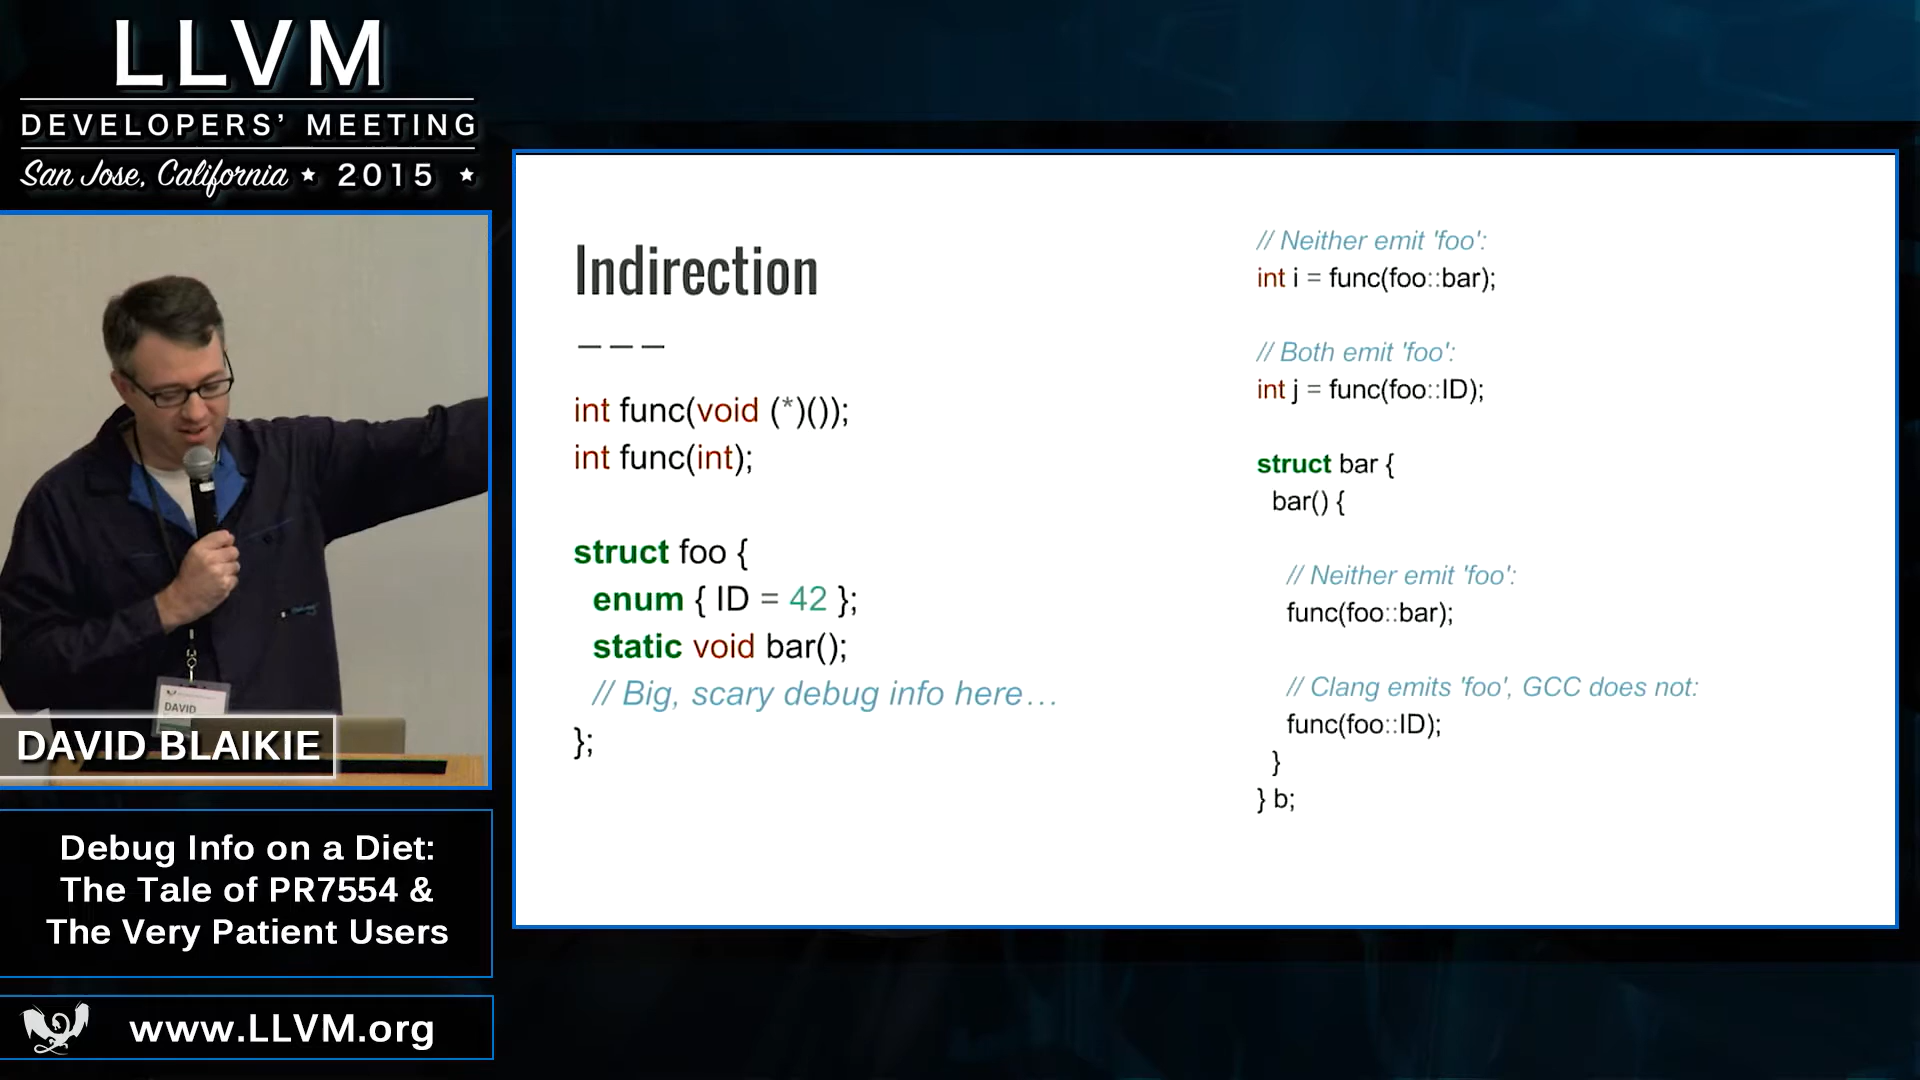 LLVM
DEVELOPERS' MEETING
San Jose, California ★ 2015 ★
DAVID
DAVID BLAIKIE
Debug Info on a Diet:
The Tale of PR7554 &
The Very Patient Users
www.LLVM.org
Indirection
int func(void (*)());
int func(int);
struct foo {
enum { ID = 42 };
static void bar();
// Big, scary debug info here…
};
// Neither emit 'foo':
int i = func(foo::bar);
// Both emit 'foo':
int j = func(foo::ID);
struct bar {
bar() {
// Neither emit 'foo':
func(foo::bar);
// Clang emits 'foo', GCC does not:
func(foo::ID);
}
} b;